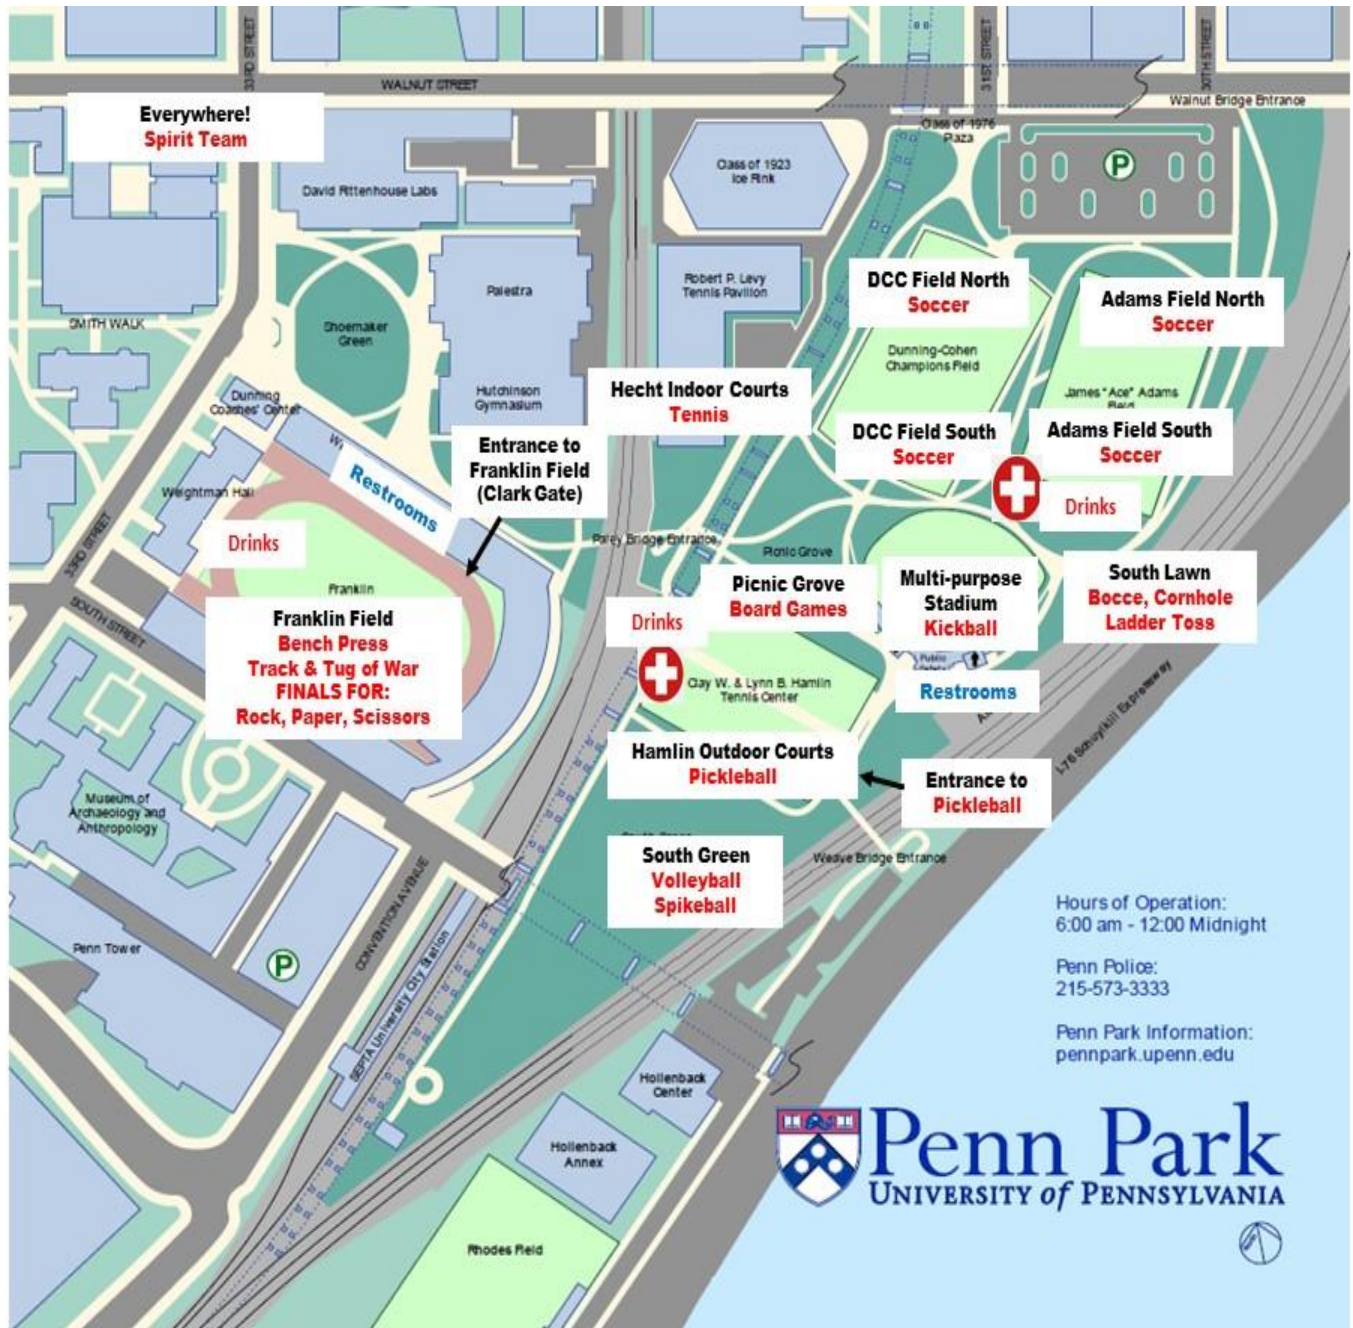 33RD STREET
31ST STREET
30TH STREET
WALNUT STREET
Walnut Bridge Entrance
Everywhere!
Spirit Team
Class of 1976
Plaza
P
David Rittenhouse Labs
Class of 1923
Ice Rink
DCC Field North
Soccer
Adams Field North
Soccer
Palestra
Robert P. Levy
Tennis Pavilion
SMITH WALK
Shoemaker
Green
Dunning-Cohen
Champions Field
Hecht Indoor Courts
Tennis
James "Ace" Adams
Field
Dunning
Coaches' Center
Hutchinson
Gymnasium
DCC Field South
Soccer
Adams Field South
Soccer
Entrance to
Franklin Field
(Clark Gate)
Restrooms
Weightman Hall
Drinks
Drinks
33RD STREET
Paley Bridge Entrance
Picnic Grove
Franklin
Picnic Grove
Board Games
Multi-purpose
Stadium
Kickball
South Lawn
Bocce, Cornhole
Ladder Toss
SOUTH STREET
Franklin Field
Bench Press
Track & Tug of War
FINALS FOR:
Rock, Paper, Scissors
Drinks
Public
Clay W. & Lynn B. Hamlin
Tennis Center
Restrooms
I-76 Schuylkill Expressway
Hamlin Outdoor Courts
Pickleball
Entrance to
Pickleball
Museum of
Archaeology and
Anthropology
South Green
Volleyball
Spikeball
Weave Bridge Entrance
CONVENTION AVENUE
Penn Tower
P
SEPTA University City Station
Hours of Operation:
6:00 am - 12:00 Midnight
Penn Police:
215-573-3333
Penn Park Information:
pennpark.upenn.edu
Hollenback
Center
Hollenback
Annex
Rhodes Field
Penn Park
UNIVERSITY of PENNSYLVANIA